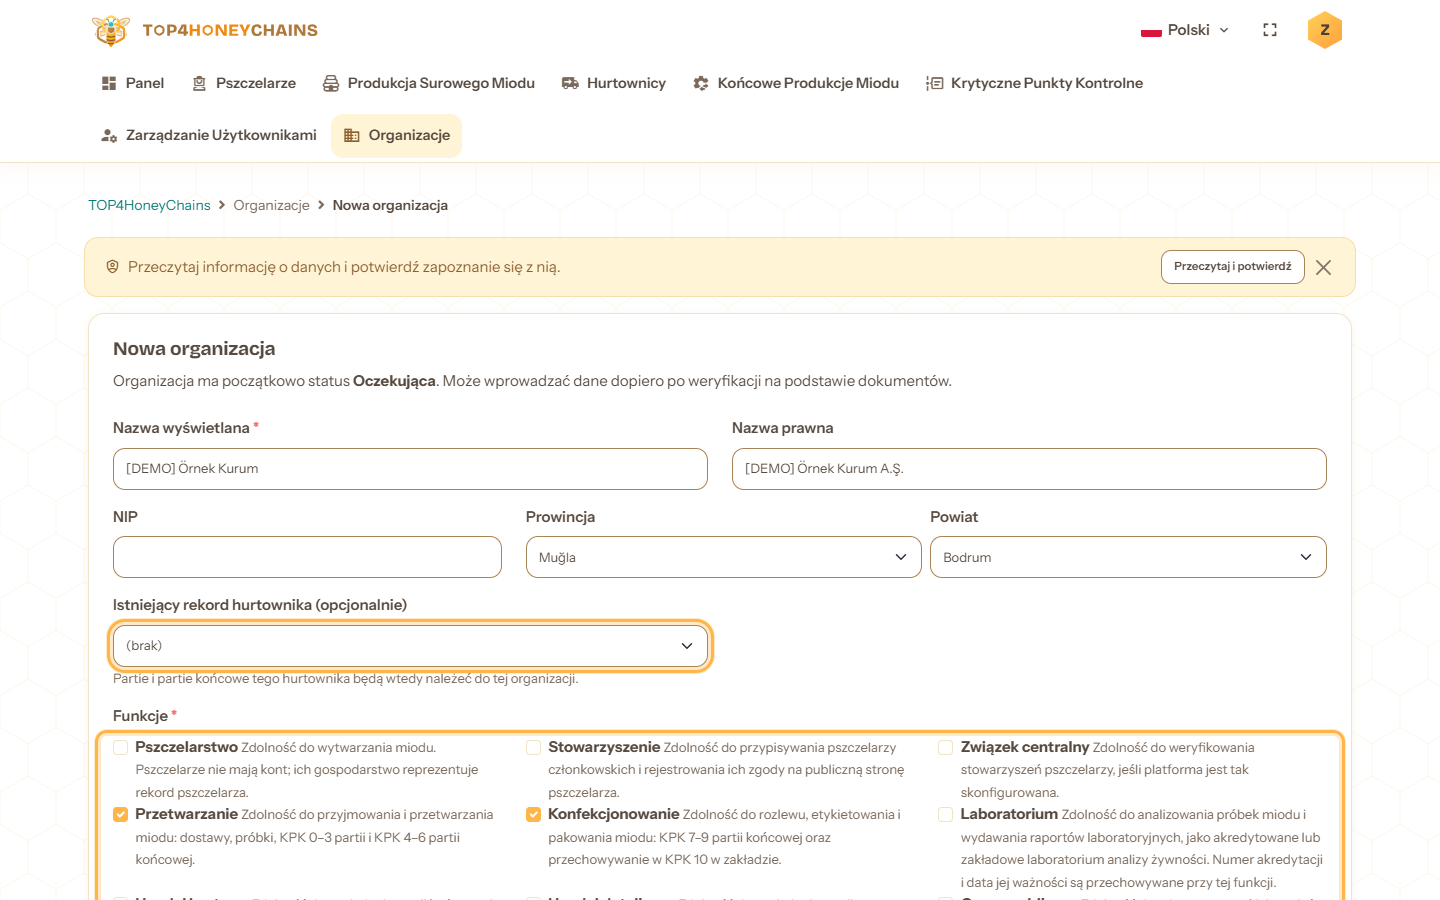 TOP4HONEYCHAINS
Polski
Z
Panel
Pszczelarze
Produkcja Surowego Miodu
Hurtownicy
Końcowe Produkcje Miodu
Krytyczne Punkty Kontrolne
Zarządzanie Użytkownikami
Organizacje
TOP4HoneyChains > Organizacje > Nowa organizacja
Przeczytaj informację o danych i potwierdź zapoznanie się z nią.
Przeczytaj i potwierdź
Nowa organizacja
Organizacja ma początkowo status Oczekująca. Może wprowadzać dane dopiero po weryfikacji na podstawie dokumentów.
Nazwa wyświetlana *
Nazwa prawna
[DEMO] Örnek Kurum
[DEMO] Örnek Kurum A.Ş.
NIP
Prowincja
Powiat
Muğla
Bodrum
Istniejący rekord hurtownika (opcjonalnie)
(brak)
Partie i partie końcowe tego hurtownika będą wtedy należeć do tej organizacji.
Funkcje *
Pszczelarstwo Zdolność do wytwarzania miodu.
Pszczelarze nie mają kont; ich gospodarstwo reprezentuje
rekord pszczelarza.
Stowarzyszenie Zdolność do przypisywania pszczelarzy
członkowskich i rejestrowania ich zgody na publiczną stronę
pszczelarza.
Związek centralny Zdolność do weryfikowania
stowarzyszeń pszczelarzy, jeśli platforma jest tak
skonfigurowana.
Przetwarzanie Zdolność do przyjmowania i przetwarzania
miodu: dostawy, próbki, KPK 0–3 partii i KPK 4–6 partii
końcowej.
Konfekcjonowanie Zdolność do rozlewu, etykietowania i
pakowania miodu: KPK 7–9 partii końcowej oraz
przechowywanie w KPK 10 w zakładzie.
Laboratorium Zdolność do analizowania próbek miodu i
wydawania raportów laboratoryjnych, jako akredytowane lub
zakładowe laboratorium analizy żywności. Numer akredytacji
i data jej ważności są przechowywane przy tej funkcji.